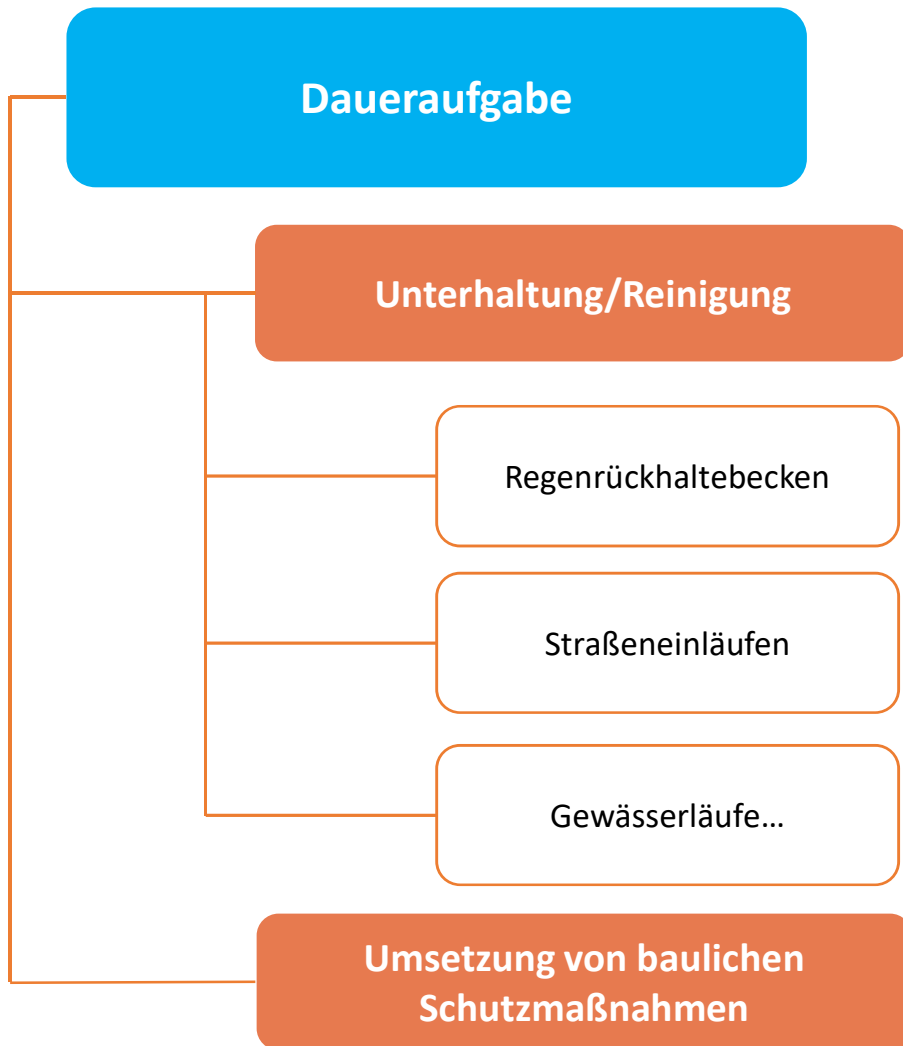 Daueraufgabe
Unterhaltung/Reinigung
Regenrückhaltebecken
Straßeneinläufen
Gewässerläufe…
Umsetzung von baulichen
Schutzmaßnahmen